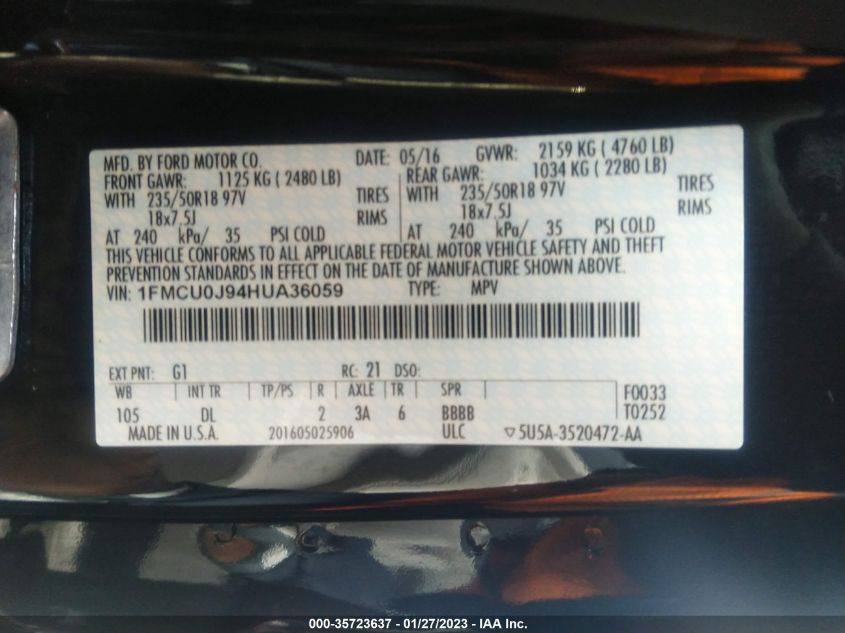 MFD. BY FORD MOTOR CO. DATE: 05/16 GVWR: 2159 KG ( 4760 LB)
FRONT GAWR: 1125 KG ( 2480 LB) REAR GAWR: 1034 KG ( 2280 LB)
WITH 235/50R18 97V TIRES WITH 235/50R18 97V TIRES
18x7.5J RIMS 18x7.5J RIMS
AT 240 kPa/ 35 PSI COLD AT 240 kPa/ 35 PSI COLD
THIS VEHICLE CONFORMS TO ALL APPLICABLE FEDERAL MOTOR VEHICLE SAFETY AND THEFT
PREVENTION STANDARDS IN EFFECT ON THE DATE OF MANUFACTURE SHOWN ABOVE.
VIN: 1FMCU0J94HUA36059 TYPE: MPV
EXT PNT: G1 RC: 21 DSO:
WB INT TR TP/PS R AXLE TR SPR F0033
105 DL 2 3A 6 BBBB T0252
MADE IN U.S.A. 201605025906 ULC ▽5U5A-3520472-AA
000-35723637 - 01/27/2023 - IAA Inc.